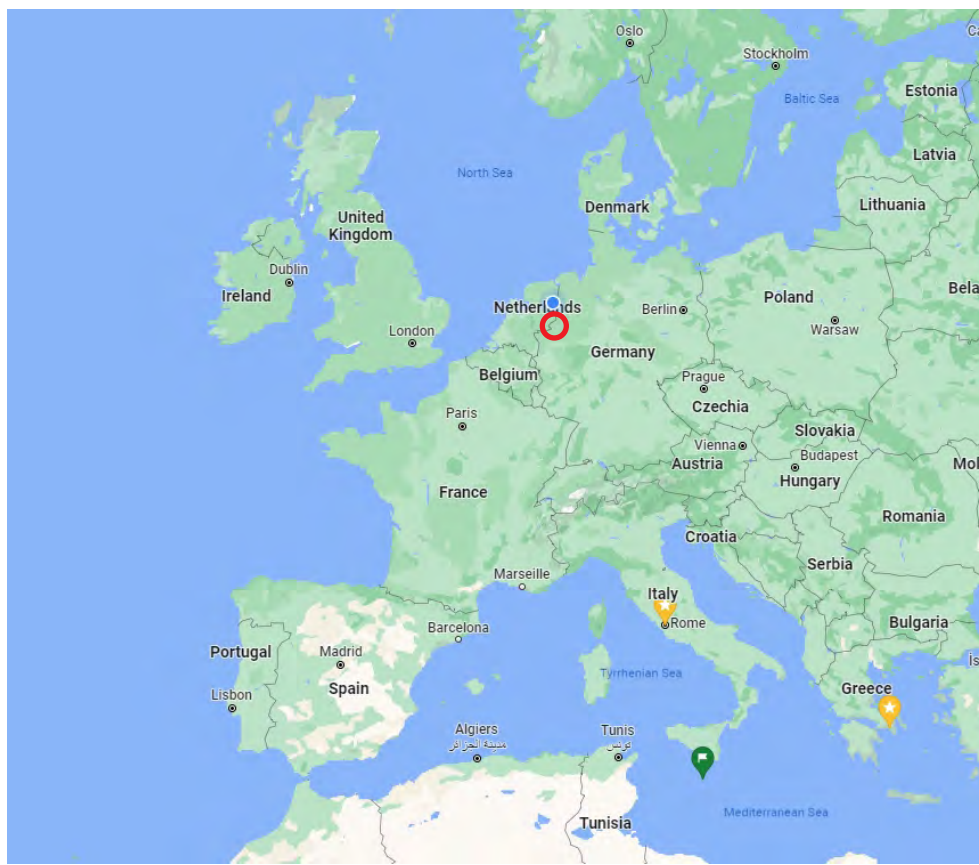 Oslo
Stockholm
Baltic Sea
Estonia
Latvia
North Sea
Lithuania
Denmark
United
Kingdom
Dublin
Ireland
Netherlands
Berlin
Poland
Bela
Warsaw
London
Germany
Belgium
Prague
Czechia
Paris
Slovakia
Vienna
Budapest
Austria
Hungary
Mol
France
Romania
Croatia
Serbia
Marseille
Italy
Rome
Bulgaria
Barcelona
Portugal
Madrid
Tyrrhenian Sea
Spain
Greece
Lisbon
Algiers
مدينة الجزائر
Tunis
تونس
Mediterranean Sea
Tunisia